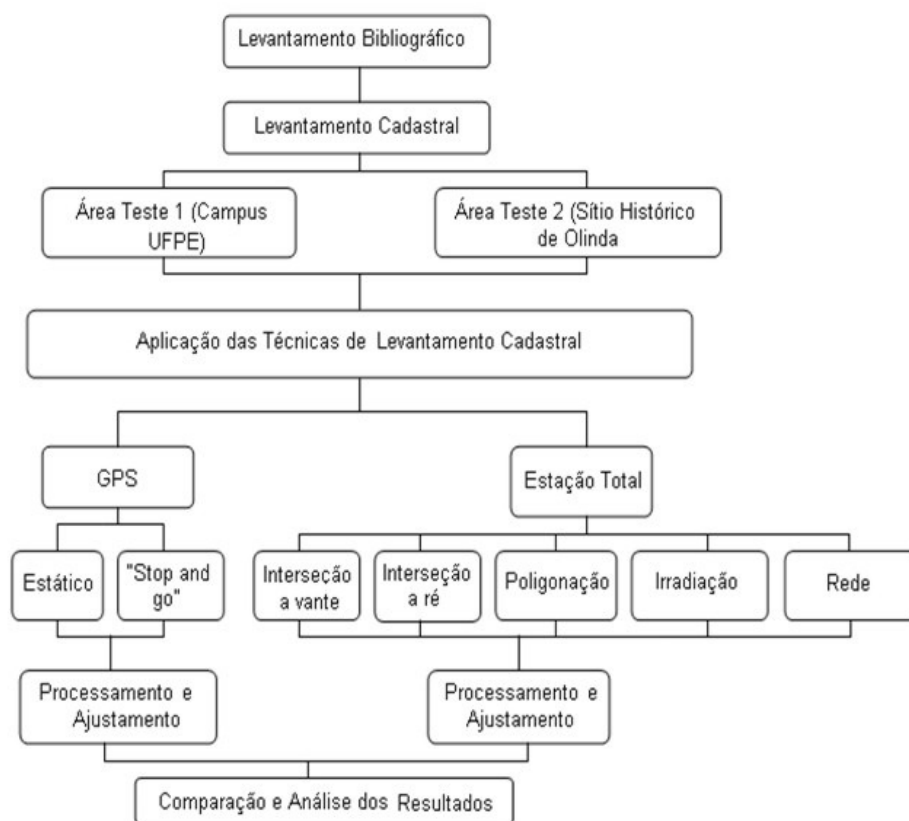 Levantamento Bibliográfico
Levantamento Cadastral
Área Teste 1 (Campus
UFPE)
Área Teste 2 (Sítio Histórico
de Olinda
Aplicação das Técnicas de Levantamento Cadastral
GPS
Estação Total
Estático
"Stop and
go"
Interseção
a vante
Interseção
a ré
Poligonação
Irradiação
Rede
Processamento e
Ajustamento
Processamento e
Ajustamento
Comparação e Análise dos Resultados